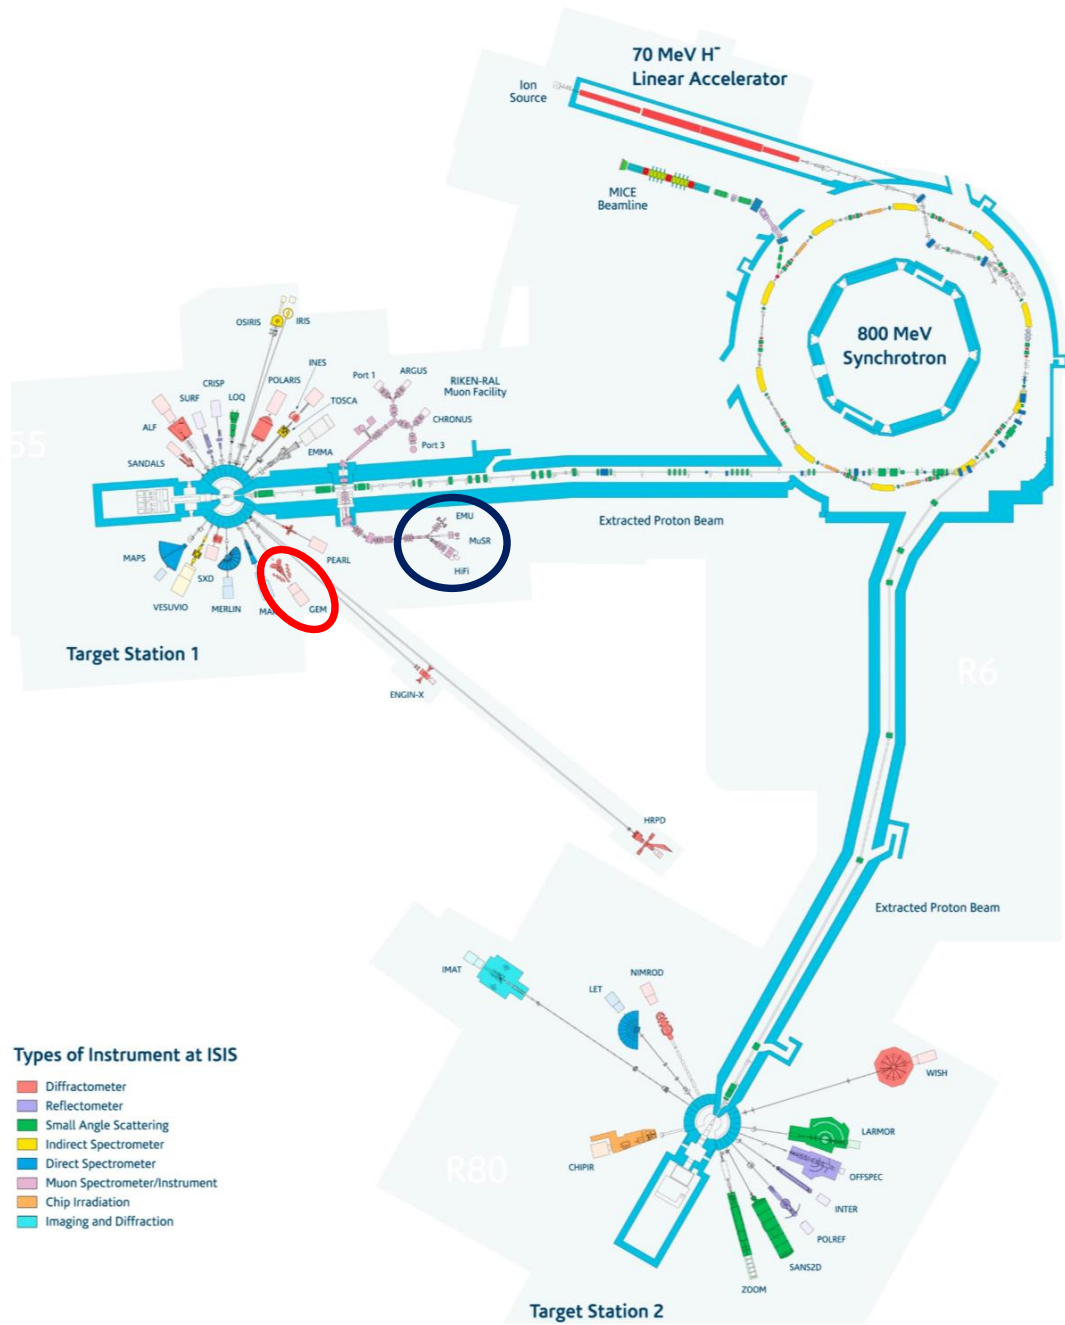 70 MeV H-
Linear Accelerator
Ion
Source
MICE
Beamline
800 MeV
Synchrotron
OSIRIS
IRIS
INES
CRISP
POLARIS
SURF
LOQ
TOSCA
ALF
EMMA
SANDALS
Port 1
ARGUS
RIKEN-RAL
Muon Facility
CHRONUS
Port 3
55
EMU
MuSR
HiFi
Extracted Proton Beam
MAPS
SXD
PEARL
VESUVIO
MERLIN
GEM
Target Station 1
ENGIN-X
R6
HRPD
Extracted Proton Beam
IMAT
NIMROD
LET
WISH
LARMOR
OFFSPEC
CHIPIR
R80
INTER
POLREF
SANS2D
ZOOM
Target Station 2
Types of Instrument at ISIS
Diffractometer
Reflectometer
Small Angle Scattering
Indirect Spectrometer
Direct Spectrometer
Muon Spectrometer/Instrument
Chip Irradiation
Imaging and Diffraction